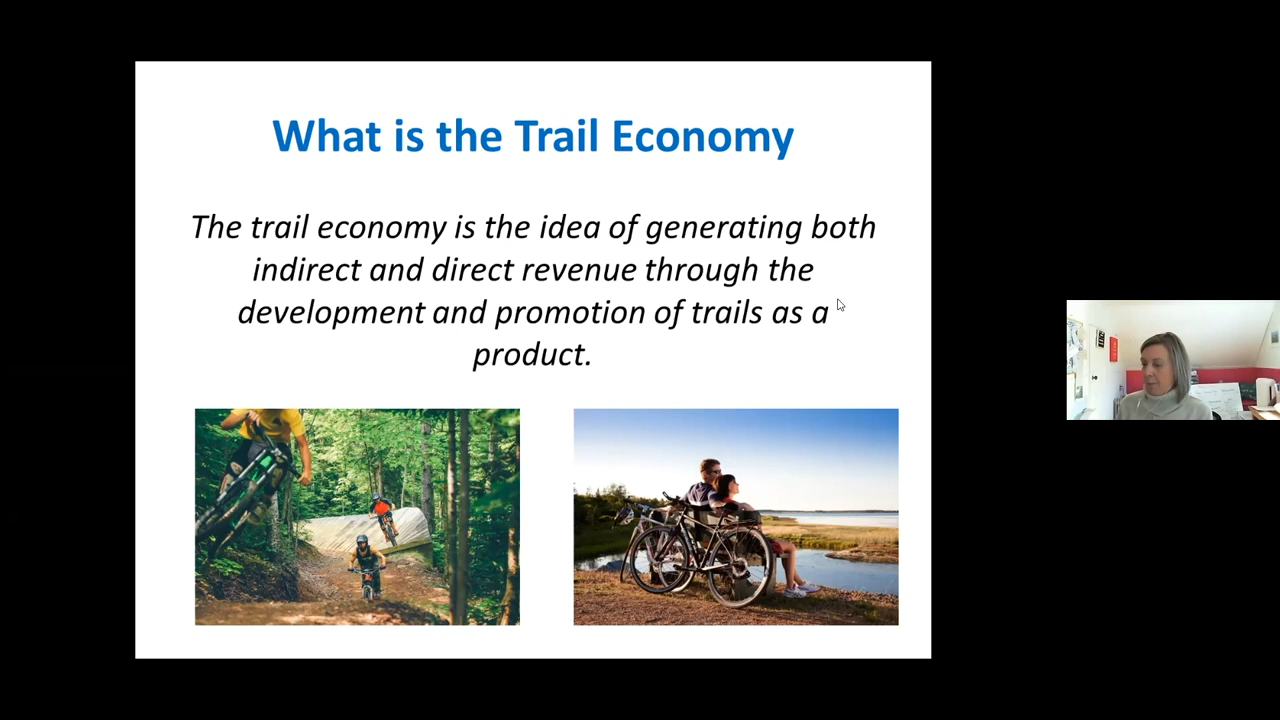 What is the Trail Economy
The trail economy is the idea of generating both
indirect and direct revenue through the
development and promotion of trails as a
product.